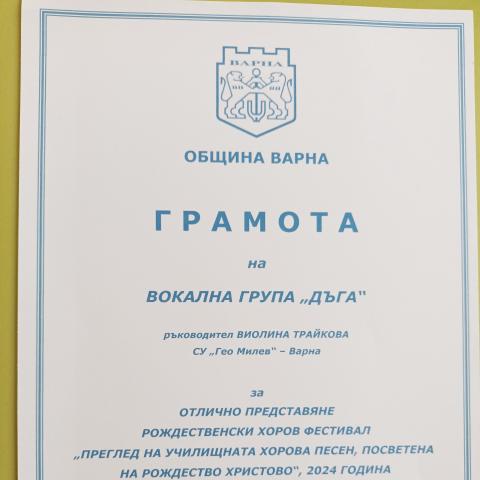 ВАРНА
ОБЩИНА ВАРНА
ГРАМОТА
на
ВОКАЛНА ГРУПА „ДЪГА“
ръководител ВИОЛИНА ТРАЙКОВА
СУ „Гео Милев“ – Варна
за
ОТЛИЧНО ПРЕДСТАВЯНЕ
РОЖДЕСТВЕНСКИ ХОРОВ ФЕСТИВАЛ
„ПРЕГЛЕД НА УЧИЛИЩНАТА ХОРОВА ПЕСЕН, ПОСВЕТЕНА
НА РОЖДЕСТВО ХРИСТОВО“, 2024 ГОДИНА